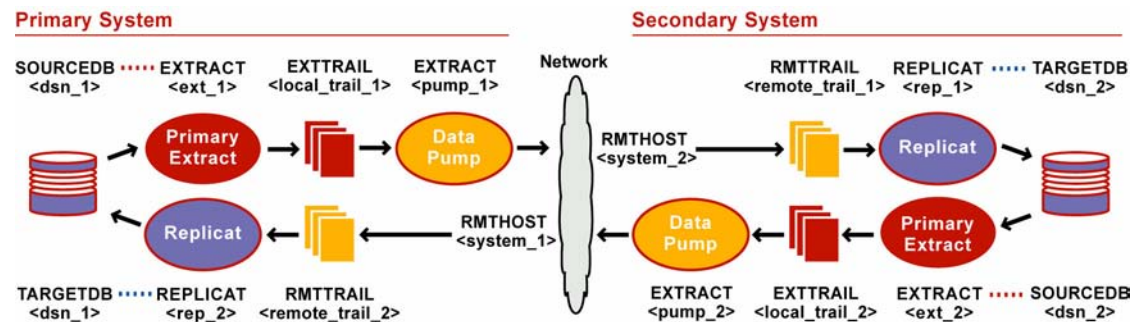 Primary System
Secondary System
SOURCEDB
<dsn_1>
EXTRACT
<ext_1>
EXTTRAIL
<local_trail_1>
EXTRACT
<pump_1>
Network
RMTTRAIL
<remote_trail_1>
REPLICAT
<rep_1>
TARGETDB
<dsn_2>
Primary
Extract
Data
Pump
RMTHOST
<system_2>
Replicat
Replicat
RMTHOST
<system_1>
Data
Pump
Primary
Extract
TARGETDB
<dsn_1>
REPLICAT
<rep_2>
RMTTRAIL
<remote_trail_2>
EXTRACT
<pump_2>
EXTTRAIL
<local_trail_2>
EXTRACT
<ext_2>
SOURCEDB
<dsn_2>